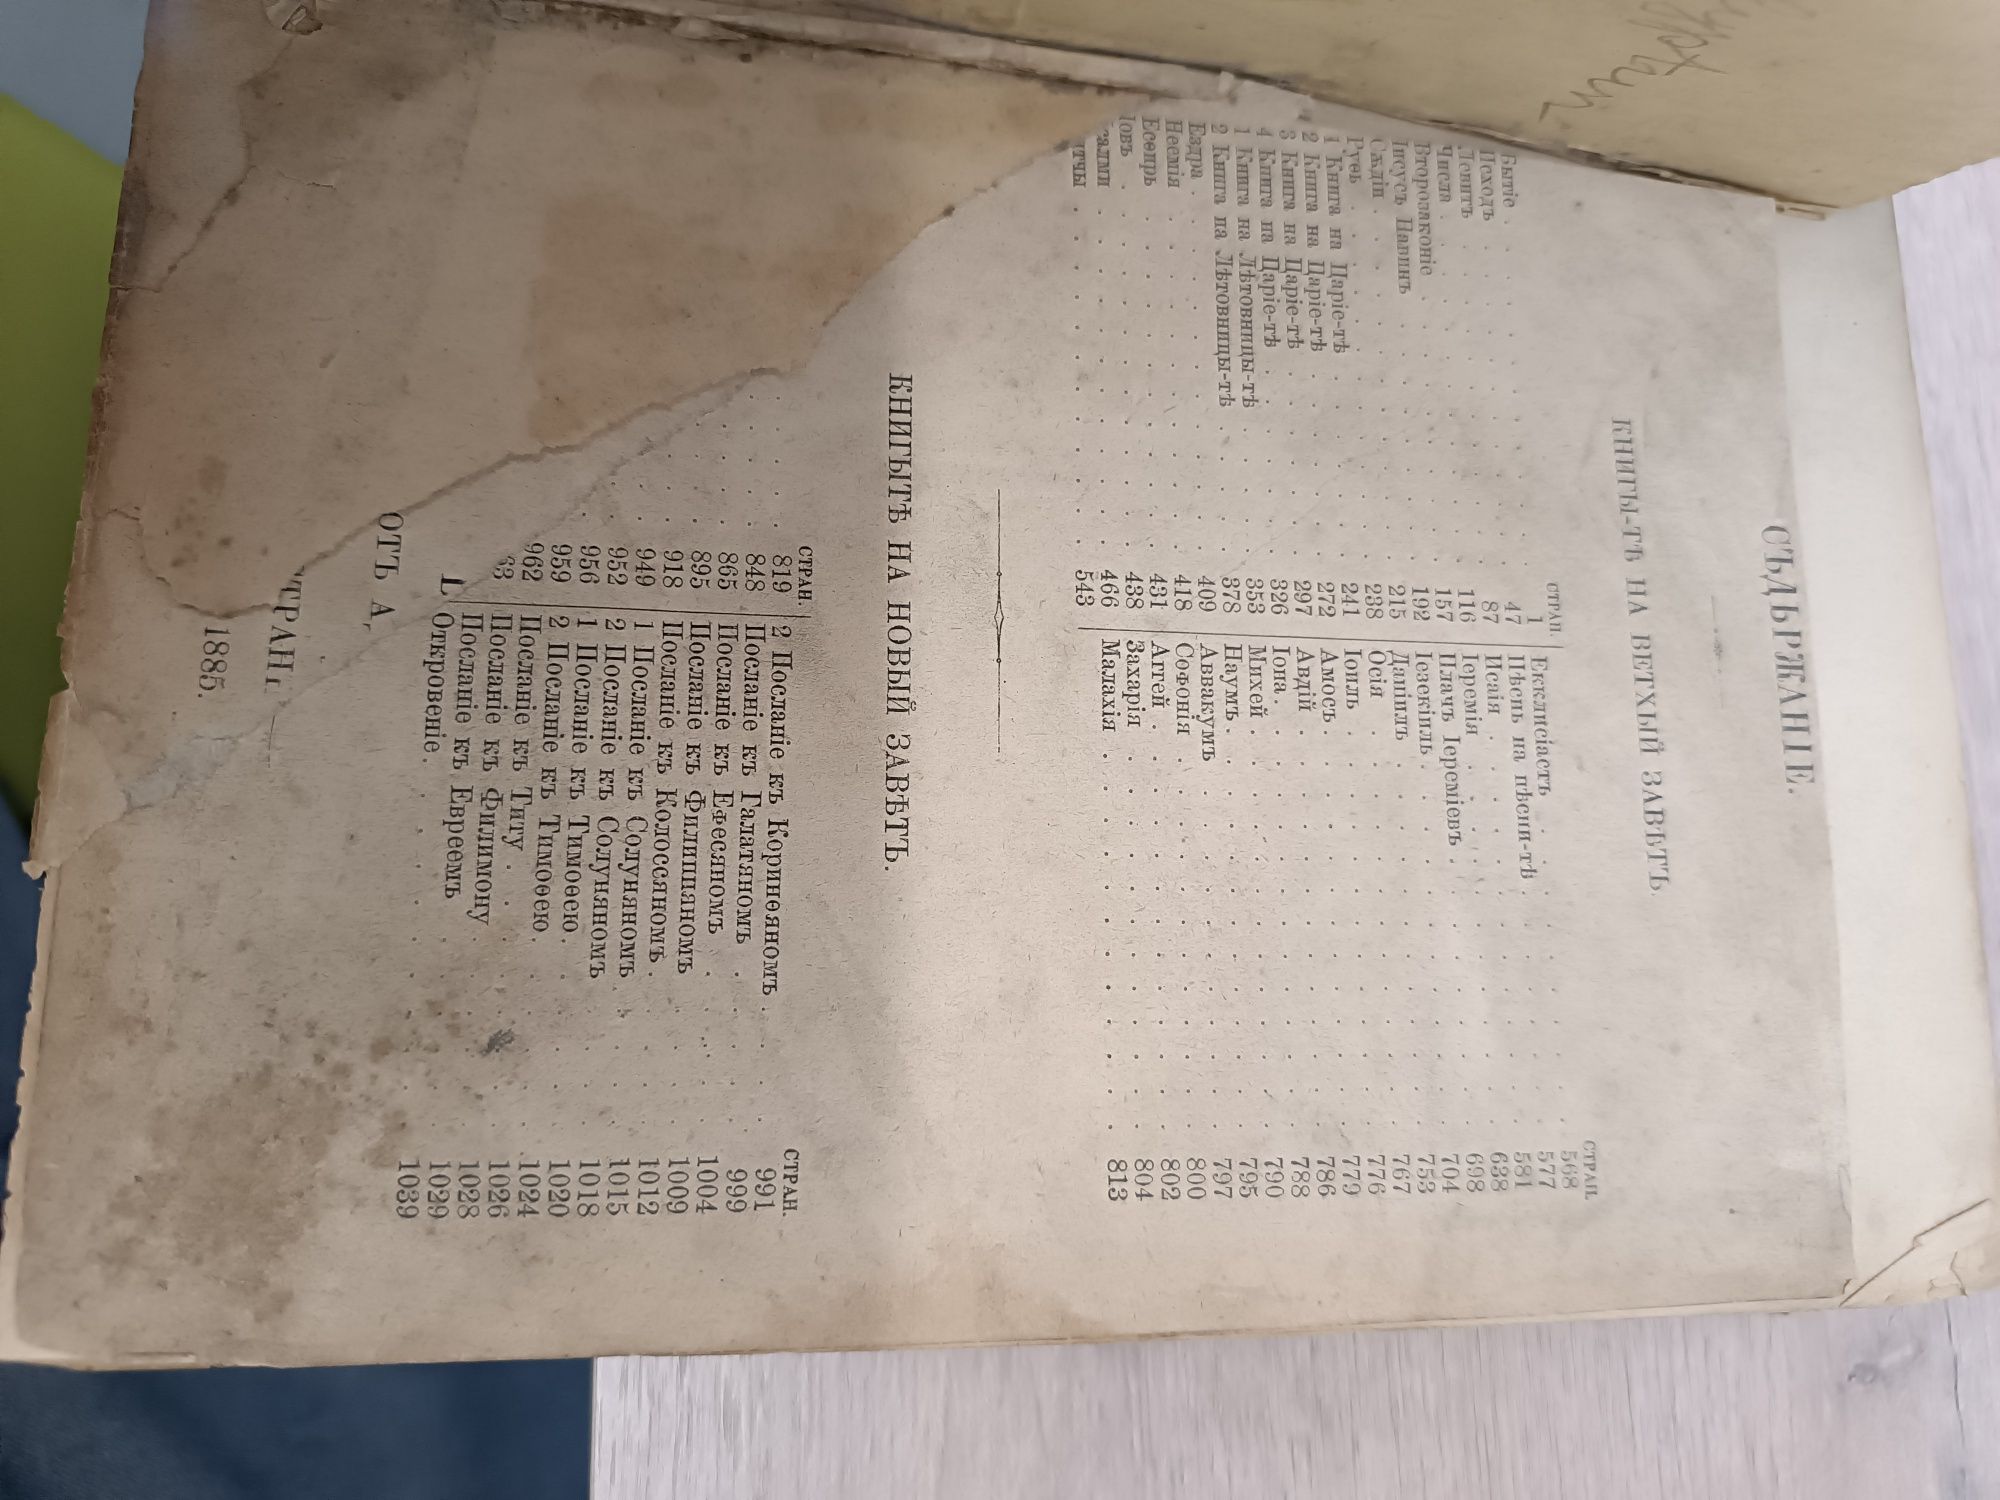 СЪДЪРЖАНІЕ.
КНИГЫ-ТѢ НА ВЕТХЫЙ ЗАВѢТЪ
СТРАН.
Бытіе . 1
Исходъ 47
Левитъ 87
Числа . 116
Второзаконіе 157
Іисусъ Навинъ 192
Сѫдіи . 215
Руѳь . 238
1 Книга на Царіе-тѣ 241
2 Книга на Царіе-тѣ 272
3 Книга на Царіе-тѣ 297
4 Книга на Царіе-тѣ 326
1 Книга на Лѣтовницы-тѣ 353
2 Книга на Лѣтовницы-тѣ 378
Ездра . 409
Неемія 418
Есѳирь 431
Іовъ . 438
466
543
СТРАН.
Екклисіастъ 568
Пѣснь на пѣсни-тѣ 577
Исаія 581
Іеремія 638
Плачъ Іереміевъ 698
Іезекіиль 704
Даніилъ 753
Осія 767
Іоиль 776
Амосъ 779
Авдій 786
Іона. 788
Михей 790
Наумъ 795
Аввакумъ 797
Софонія 800
Аггей 802
Захарія 804
Малахія 813
КНИГЫТѢ НА НОВЫЙ ЗАВѢТЪ.
СТРАН.
819
848
865
895
918
949
952
956
959
962
СТРАН.
2 Посланіе къ Коринѳяномъ 991
Посланіе къ Галатяномъ 999
Посланіе къ Ефесяномъ 1004
Посланіе къ Филиппяномъ 1009
Посланіе къ Колоссяномъ 1012
1 Посланіе къ Солуняномъ 1015
2 Посланіе къ Солуняномъ 1018
1 Посланіе къ Тимоѳею 1020
2 Посланіе къ Тимоѳею 1024
Посланіе къ Титу 1026
Посланіе къ Филимону 1028
Посланіе къ Евреемъ 1029
Откровеніе 1039
ОТЪ А
1885.